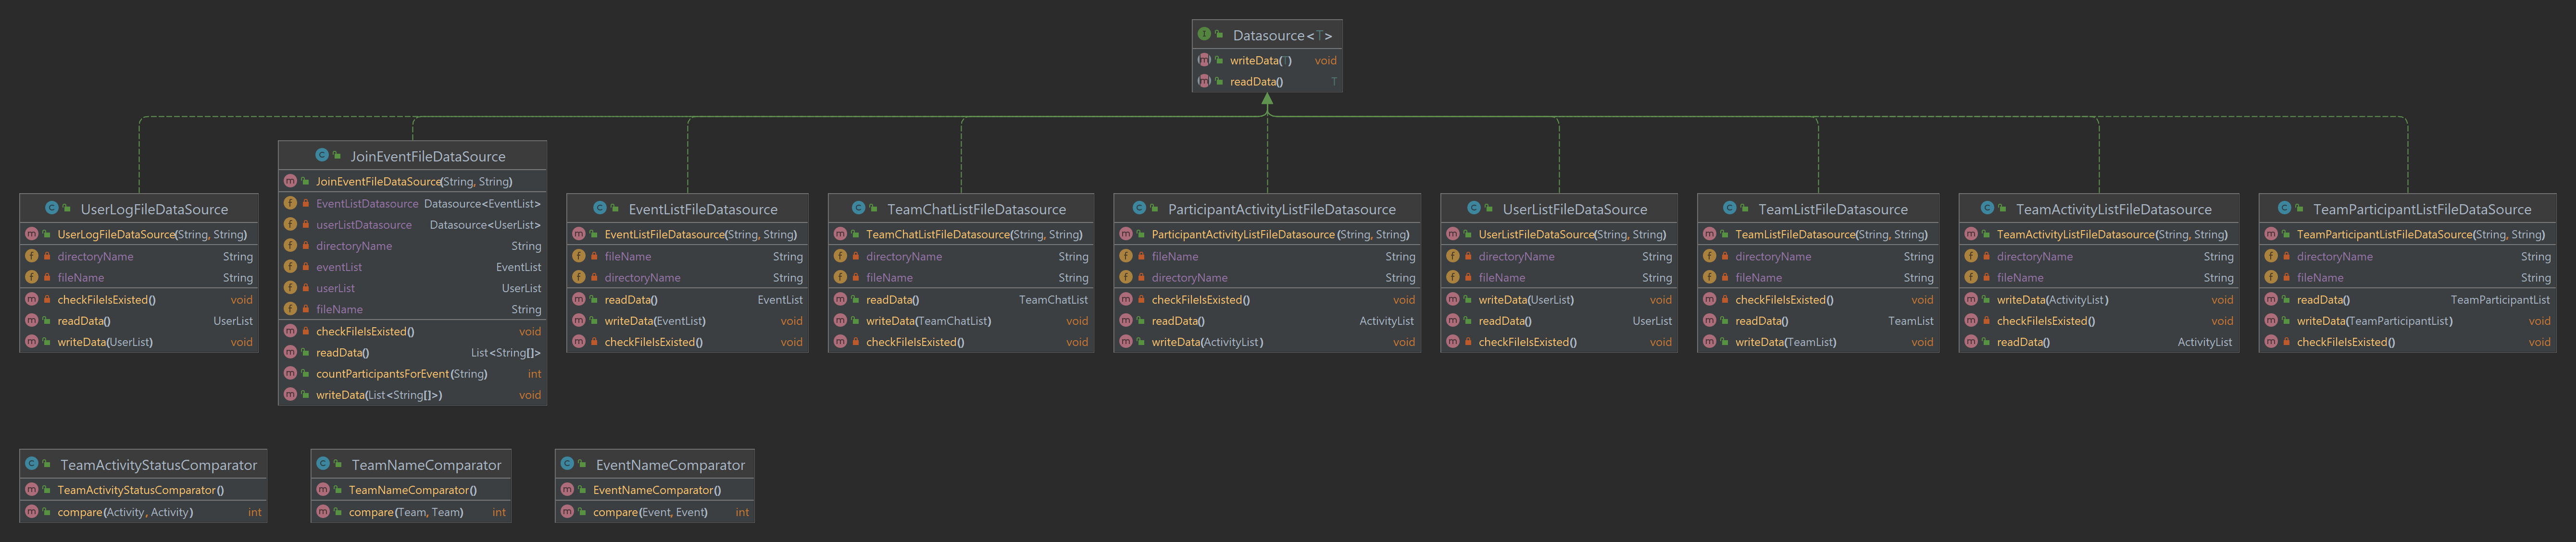 Datasource<T>
writeData(T) void
readData() T
UserLogFileDataSource
UserLogFileDataSource(String, String)
directoryName String
fileName String
checkFileIsExisted() void
readData() UserList
writeData(UserList) void
JoinEventFileDataSource
JoinEventFileDataSource(String, String)
EventListDatasource Datasource<EventList>
userListDatasource Datasource<UserList>
directoryName String
eventList EventList
userList UserList
fileName String
checkFileIsExisted() void
readData() List<String[]>
countParticipantsForEvent(String) int
writeData(List<String[]>) void
EventListFileDatasource
EventListFileDatasource(String, String)
fileName String
directoryName String
readData() EventList
writeData(EventList) void
checkFileIsExisted() void
TeamChatListFileDatasource
TeamChatListFileDatasource(String, String)
directoryName String
fileName String
readData() TeamChatList
writeData(TeamChatList) void
checkFileIsExisted() void
ParticipantActivityListFileDatasource
ParticipantActivityListFileDatasource(String, String)
fileName String
directoryName String
checkFileIsExisted() void
readData() ActivityList
writeData(ActivityList) void
UserListFileDataSource
UserListFileDataSource(String, String)
directoryName String
fileName String
writeData(UserList) void
readData() UserList
checkFileIsExisted() void
TeamListFileDatasource
TeamListFileDatasource(String, String)
directoryName String
fileName String
checkFileIsExisted() void
readData() TeamList
writeData(TeamList) void
TeamActivityListFileDatasource
TeamActivityListFileDatasource(String, String)
directoryName String
fileName String
writeData(ActivityList) void
checkFileIsExisted() void
readData() ActivityList
TeamParticipantListFileDataSource
TeamParticipantListFileDataSource(String, String)
directoryName String
fileName String
readData() TeamParticipantList
writeData(TeamParticipantList) void
checkFileIsExisted() void
TeamActivityStatusComparator
TeamActivityStatusComparator()
compare(Activity, Activity) int
TeamNameComparator
TeamNameComparator()
compare(Team, Team) int
EventNameComparator
EventNameComparator()
compare(Event, Event) int